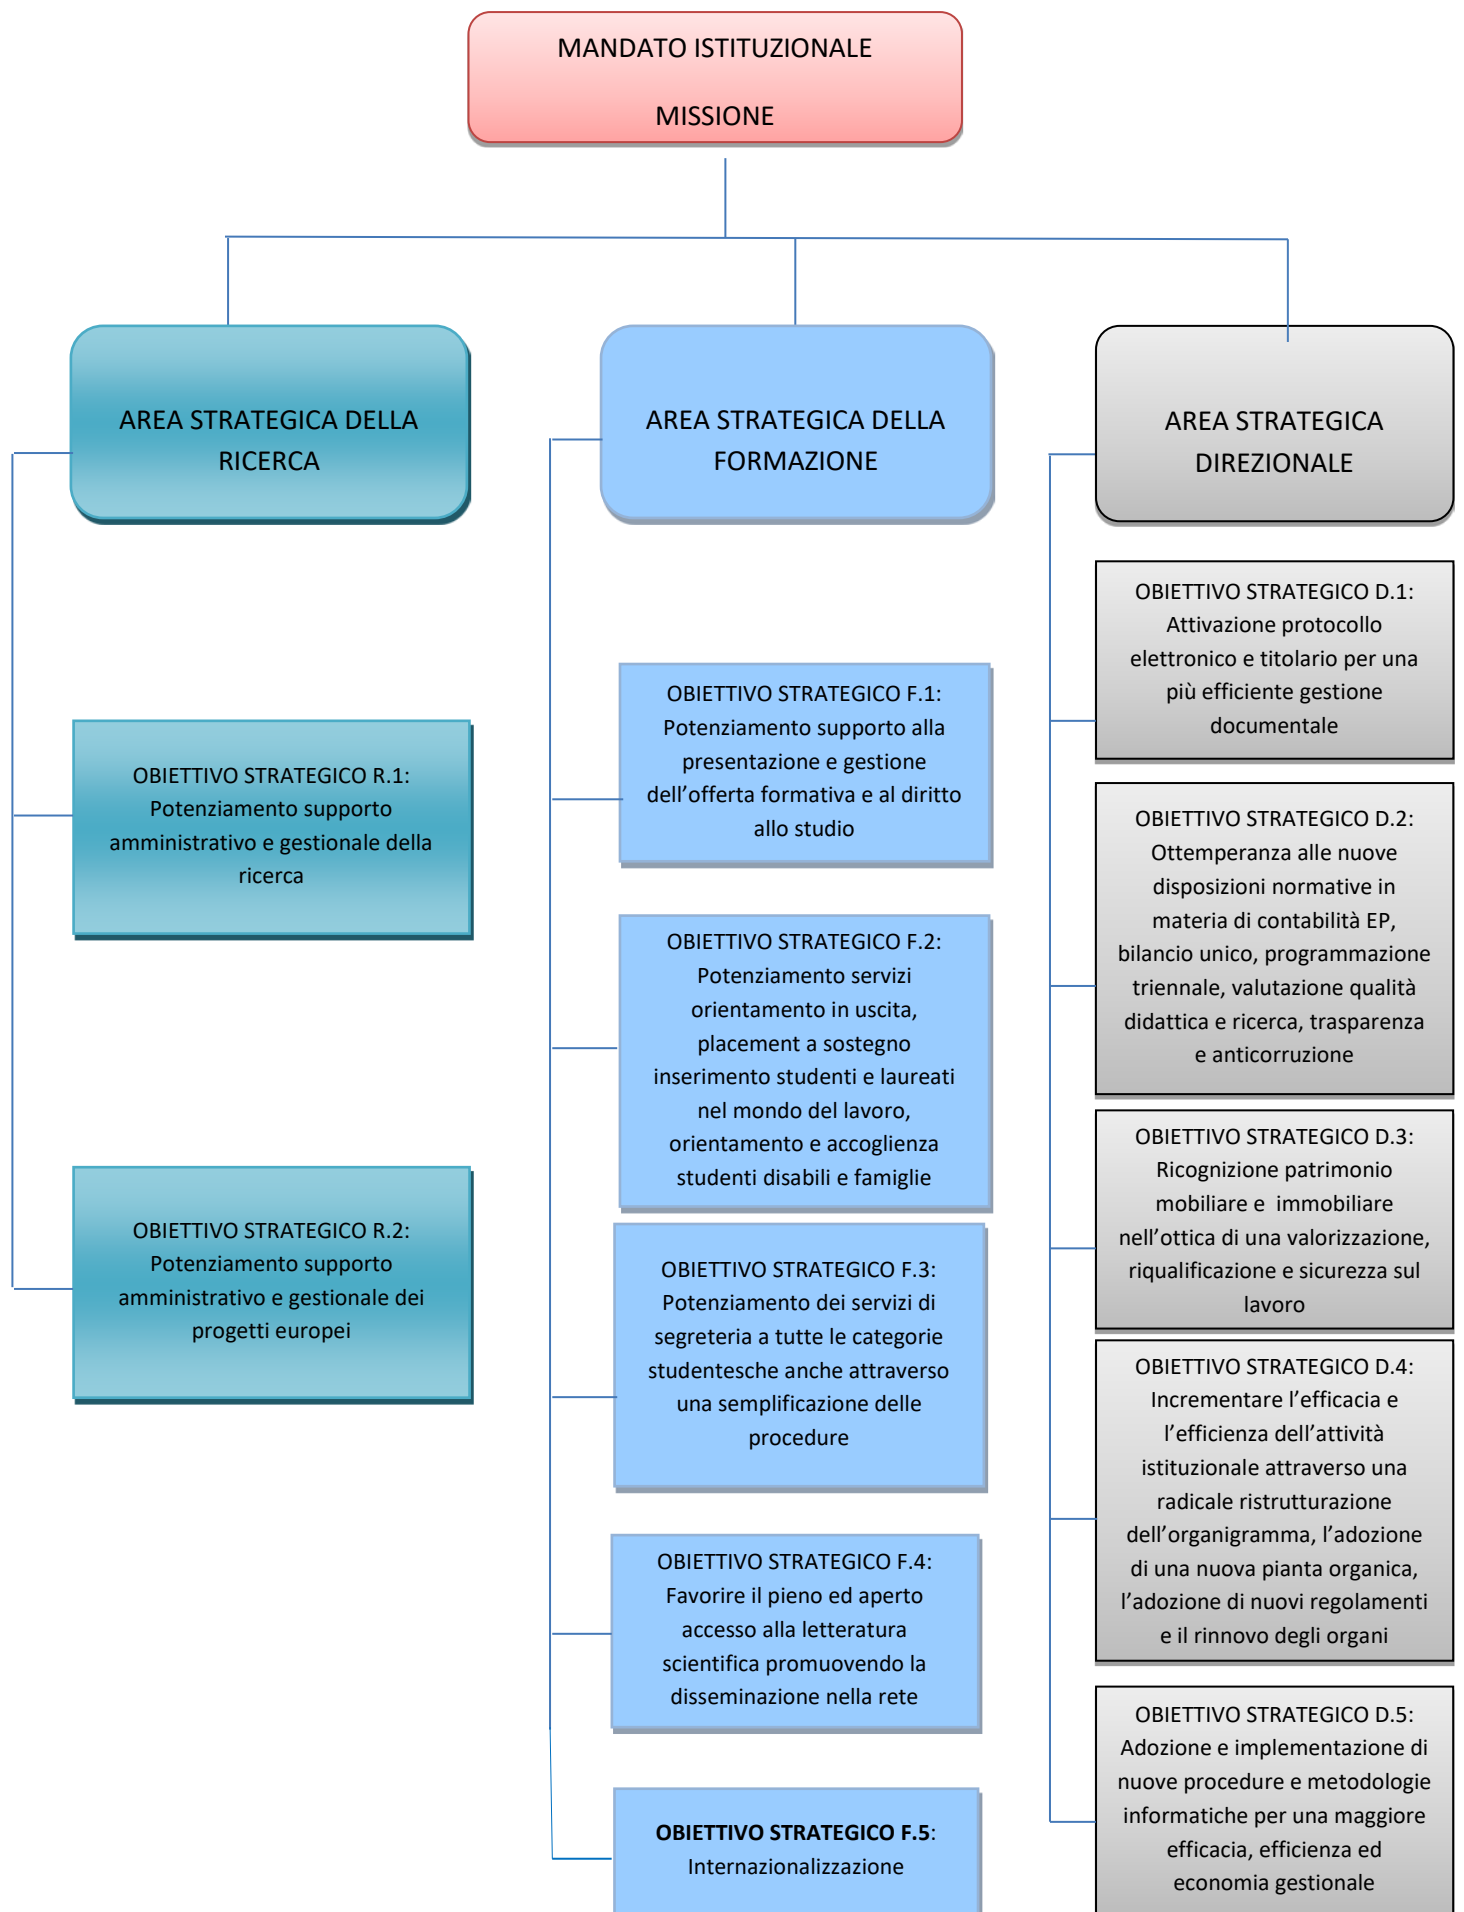 MANDATO ISTITUZIONALE
MISSIONE
AREA STRATEGICA DELLA
RICERCA
OBIETTIVO STRATEGICO R.1:
Potenziamento supporto
amministrativo e gestionale della
ricerca
OBIETTIVO STRATEGICO R.2:
Potenziamento supporto
amministrativo e gestionale dei
progetti europei
AREA STRATEGICA DELLA
FORMAZIONE
OBIETTIVO STRATEGICO F.1:
Potenziamento supporto alla
presentazione e gestione
dell’offerta formativa e al diritto
allo studio
OBIETTIVO STRATEGICO F.2:
Potenziamento servizi
orientamento in uscita,
placement a sostegno
inserimento studenti e laureati
nel mondo del lavoro,
orientamento e accoglienza
studenti disabili e famiglie
OBIETTIVO STRATEGICO F.3:
Potenziamento dei servizi di
segreteria a tutte le categorie
studentesche anche attraverso
una semplificazione delle
procedure
OBIETTIVO STRATEGICO F.4:
Favorire il pieno ed aperto
accesso alla letteratura
scientifica promuovendo la
disseminazione nella rete
OBIETTIVO STRATEGICO F.5:
Internazionalizzazione
AREA STRATEGICA
DIREZIONALE
OBIETTIVO STRATEGICO D.1:
Attivazione protocollo
elettronico e titolario per una
più efficiente gestione
documentale
OBIETTIVO STRATEGICO D.2:
Ottemperanza alle nuove
disposizioni normative in
materia di contabilità EP,
bilancio unico, programmazione
triennale, valutazione qualità
didattica e ricerca, trasparenza
e anticorruzione
OBIETTIVO STRATEGICO D.3:
Ricognizione patrimonio
mobiliare e immobiliare
nell’ottica di una valorizzazione,
riqualificazione e sicurezza sul
lavoro
OBIETTIVO STRATEGICO D.4:
Incrementare l’efficacia e
l’efficienza dell’attività
istituzionale attraverso una
radicale ristrutturazione
dell’organigramma, l’adozione
di una nuova pianta organica,
l’adozione di nuovi regolamenti
e il rinnovo degli organi
OBIETTIVO STRATEGICO D.5:
Adozione e implementazione di
nuove procedure e metodologie
informatiche per una maggiore
efficacia, efficienza ed
economia gestionale